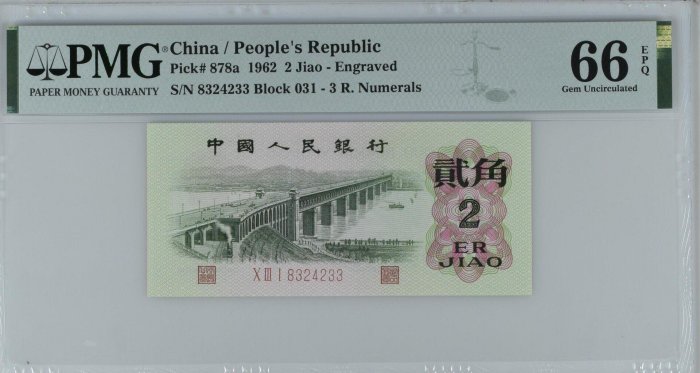 PMG
PAPER MONEY GUARANTY
China / People's Republic
Pick# 878a 1962 2 Jiao - Engraved
S/N 8324233 Block 031 - 3 R. Numerals
66 EPQ
Gem Uncirculated
中國人民銀行
貳角
2
ER
JIAO
X III I 8324233